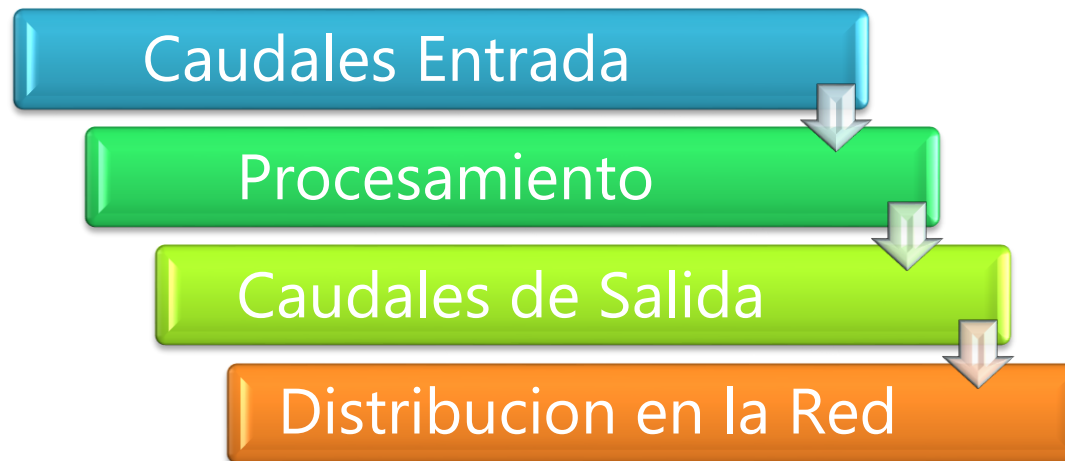 Caudales Entrada
Procesamiento
Caudales de Salida
Distribucion en la Red